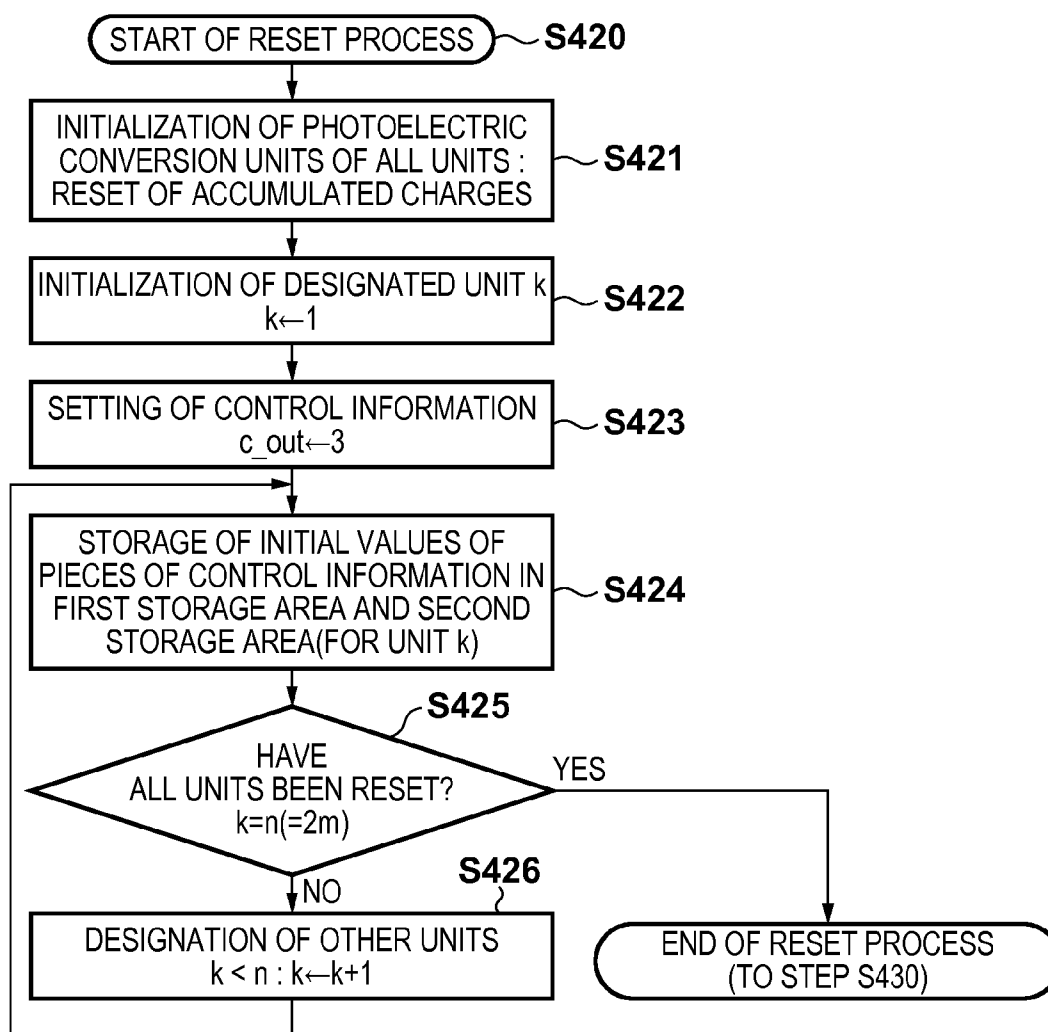 START OF RESET PROCESS
S420
INITIALIZATION OF PHOTOELECTRIC
CONVERSION UNITS OF ALL UNITS :
RESET OF ACCUMULATED CHARGES
S421
INITIALIZATION OF DESIGNATED UNIT k
k←1
S422
SETTING OF CONTROL INFORMATION
c_out←3
S423
STORAGE OF INITIAL VALUES OF
PIECES OF CONTROL INFORMATION IN
FIRST STORAGE AREA AND SECOND
STORAGE AREA(FOR UNIT k)
S424
S425
HAVE
ALL UNITS BEEN RESET?
k=n(=2m)
YES
NO
S426
DESIGNATION OF OTHER UNITS
k < n : k←k+1
END OF RESET PROCESS
(TO STEP S430)